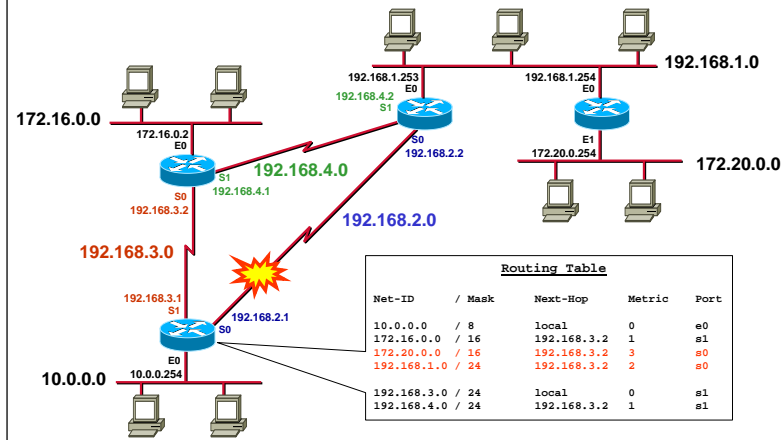 192.168.1.253
E0
192.168.1.254
E0
192.168.1.0
192.168.4.2
S1
172.16.0.0
172.16.0.2
E0
S0
192.168.2.2
E1
172.20.0.254
172.20.0.0
192.168.4.0
S1
192.168.4.1
S0
192.168.3.2
192.168.2.0
192.168.3.0
192.168.3.1
S1
192.168.2.1
S0
E0
10.0.0.254
10.0.0.0
Routing Table
Net-ID / Mask Next-Hop Metric Port
10.0.0.0 / 8 local 0 e0
172.16.0.0 / 16 192.168.3.2 1 s1
172.20.0.0 / 16 192.168.3.2 3 s0
192.168.1.0 / 24 192.168.3.2 2 s0
192.168.3.0 / 24 local 0 s1
192.168.4.0 / 24 192.168.3.2 1 s1